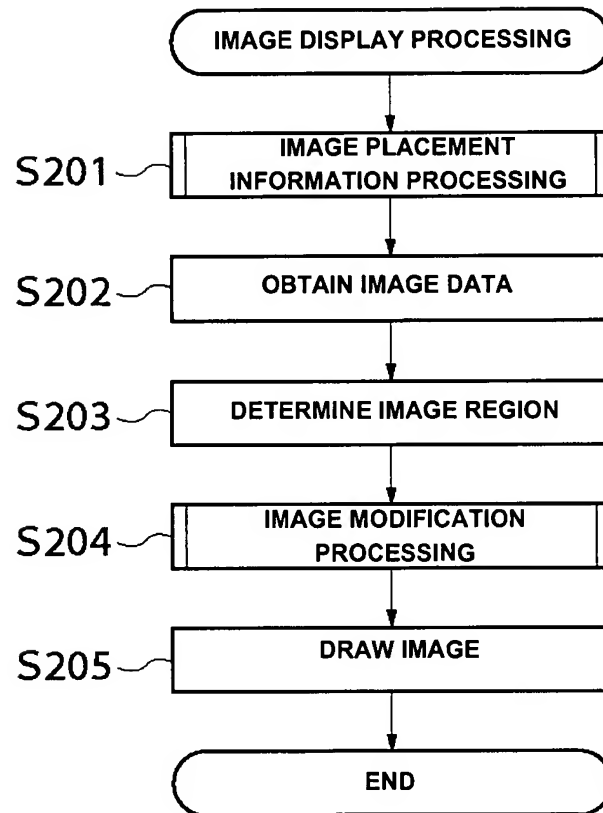 IMAGE DISPLAY PROCESSING
S201
IMAGE PLACEMENT
INFORMATION PROCESSING
S202
OBTAIN IMAGE DATA
S203
DETERMINE IMAGE REGION
S204
IMAGE MODIFICATION
PROCESSING
S205
DRAW IMAGE
END